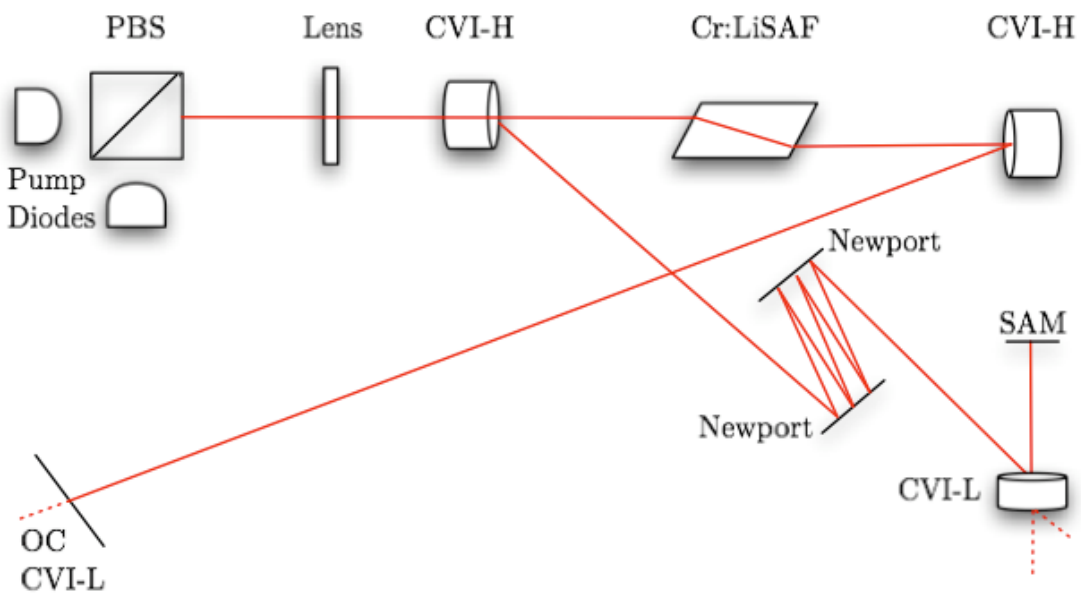 PBS
Lens
CVI-H
Cr:LiSAF
CVI-H
Pump
Diodes
Newport
SAM
Newport
CVI-L
OC
CVI-L